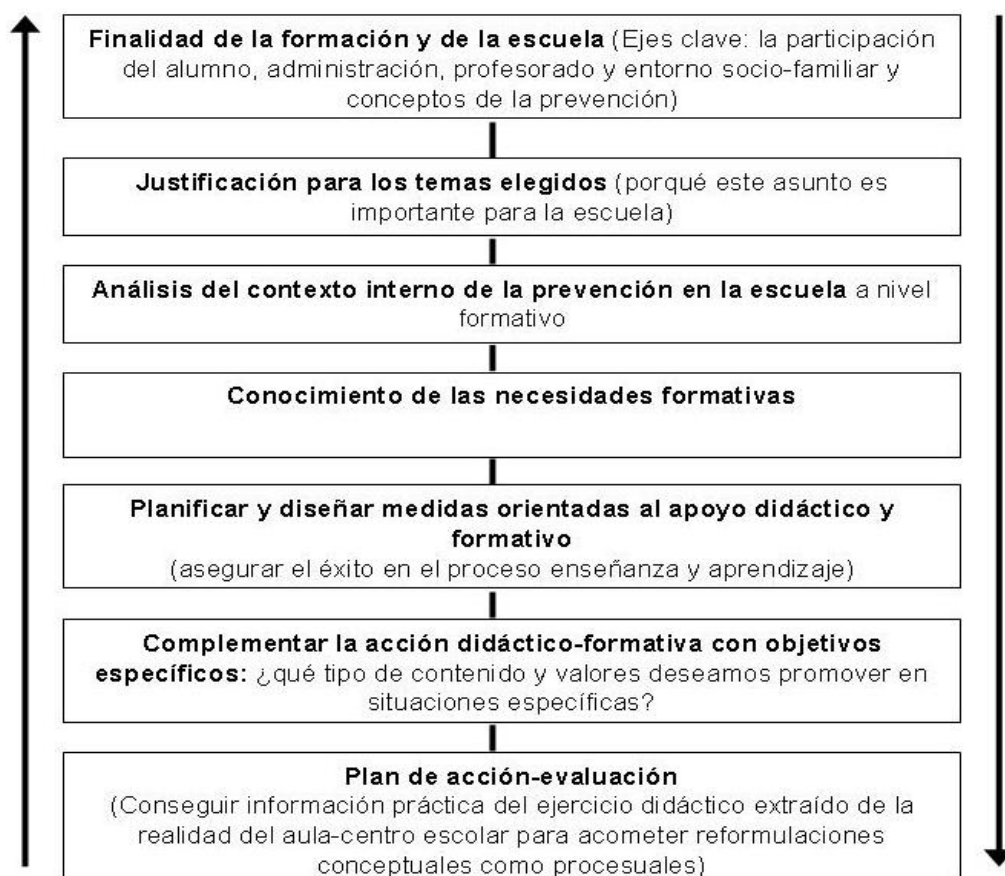 Finalidad de la formación y de la escuela (Ejes clave: la participación
del alumno, administración, profesorado y entorno socio-familiar y
conceptos de la prevención)
Justificación para los temas elegidos (porqué este asunto es
importante para la escuela)
Análisis del contexto interno de la prevención en la escuela a nivel
formativo
Conocimiento de las necesidades formativas
Planificar y diseñar medidas orientadas al apoyo didáctico y
formativo
(asegurar el éxito en el proceso enseñanza y aprendizaje)
Complementar la acción didáctico-formativa con objetivos
específicos: ¿qué tipo de contenido y valores deseamos promover en
situaciones específicas?
Plan de acción-evaluación
(Conseguir información práctica del ejercicio didáctico extraído de la
realidad del aula-centro escolar para acometer reformulaciones
conceptuales como procesuales)